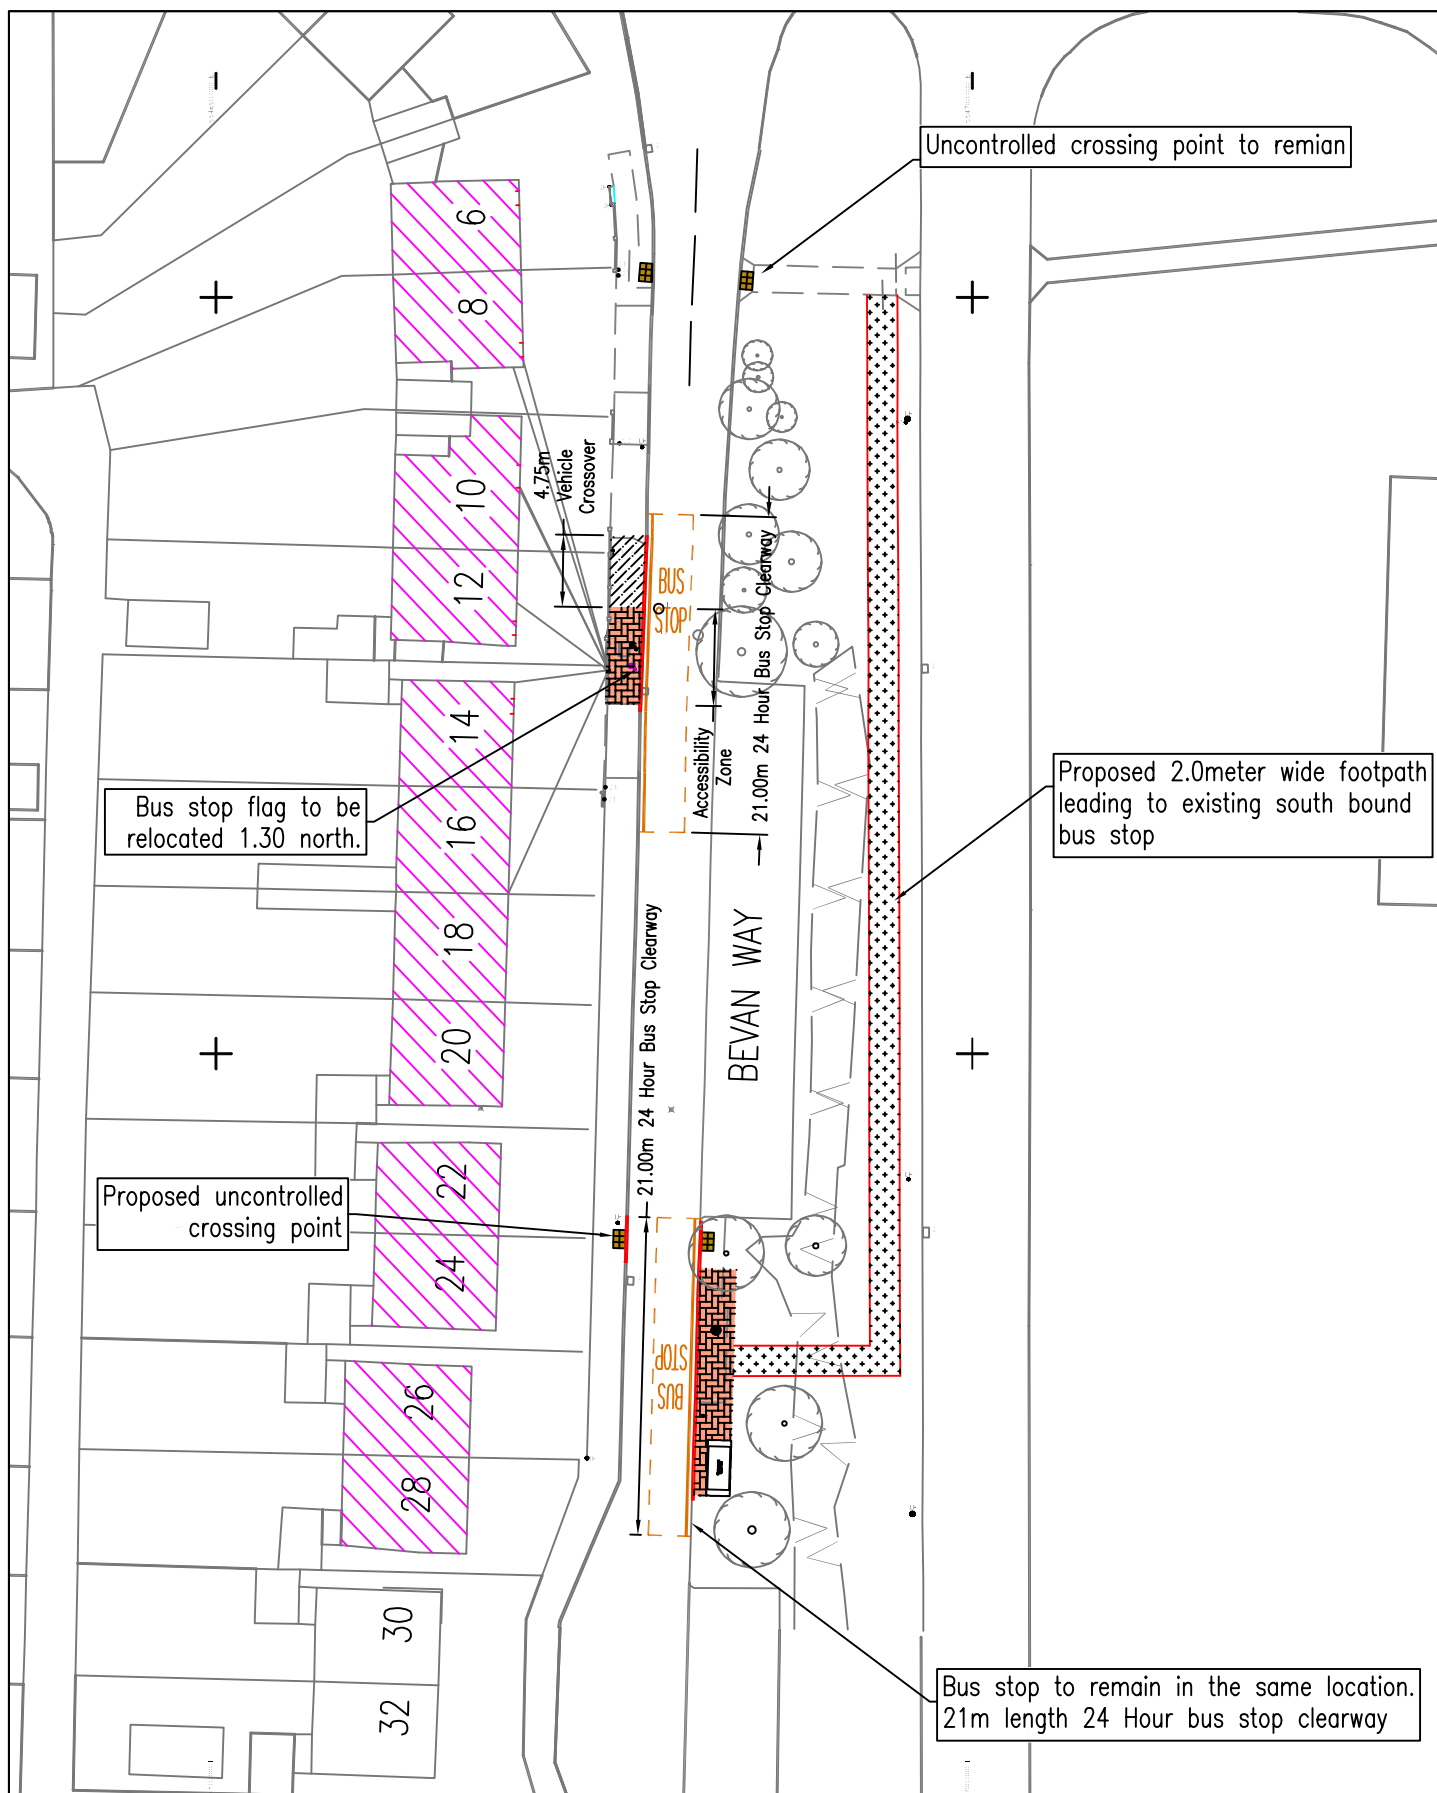 Uncontrolled crossing point to remian
6
8
4.75m
Vehicle
Crossover
10
12
BUS
STOP
21.00m 24 Hour Bus Stop Clearway
Accessibility
Zone
14
Bus stop flag to be
relocated 1.30 north.
16
Proposed 2.0meter wide footpath
leading to existing south bound
bus stop
18
20
BEVAN WAY
21.00m 24 Hour Bus Stop Clearway
22
Proposed uncontrolled
crossing point
24
BUS
STOP
26
28
30
32
Bus stop to remain in the same location.
21m length 24 Hour bus stop clearway